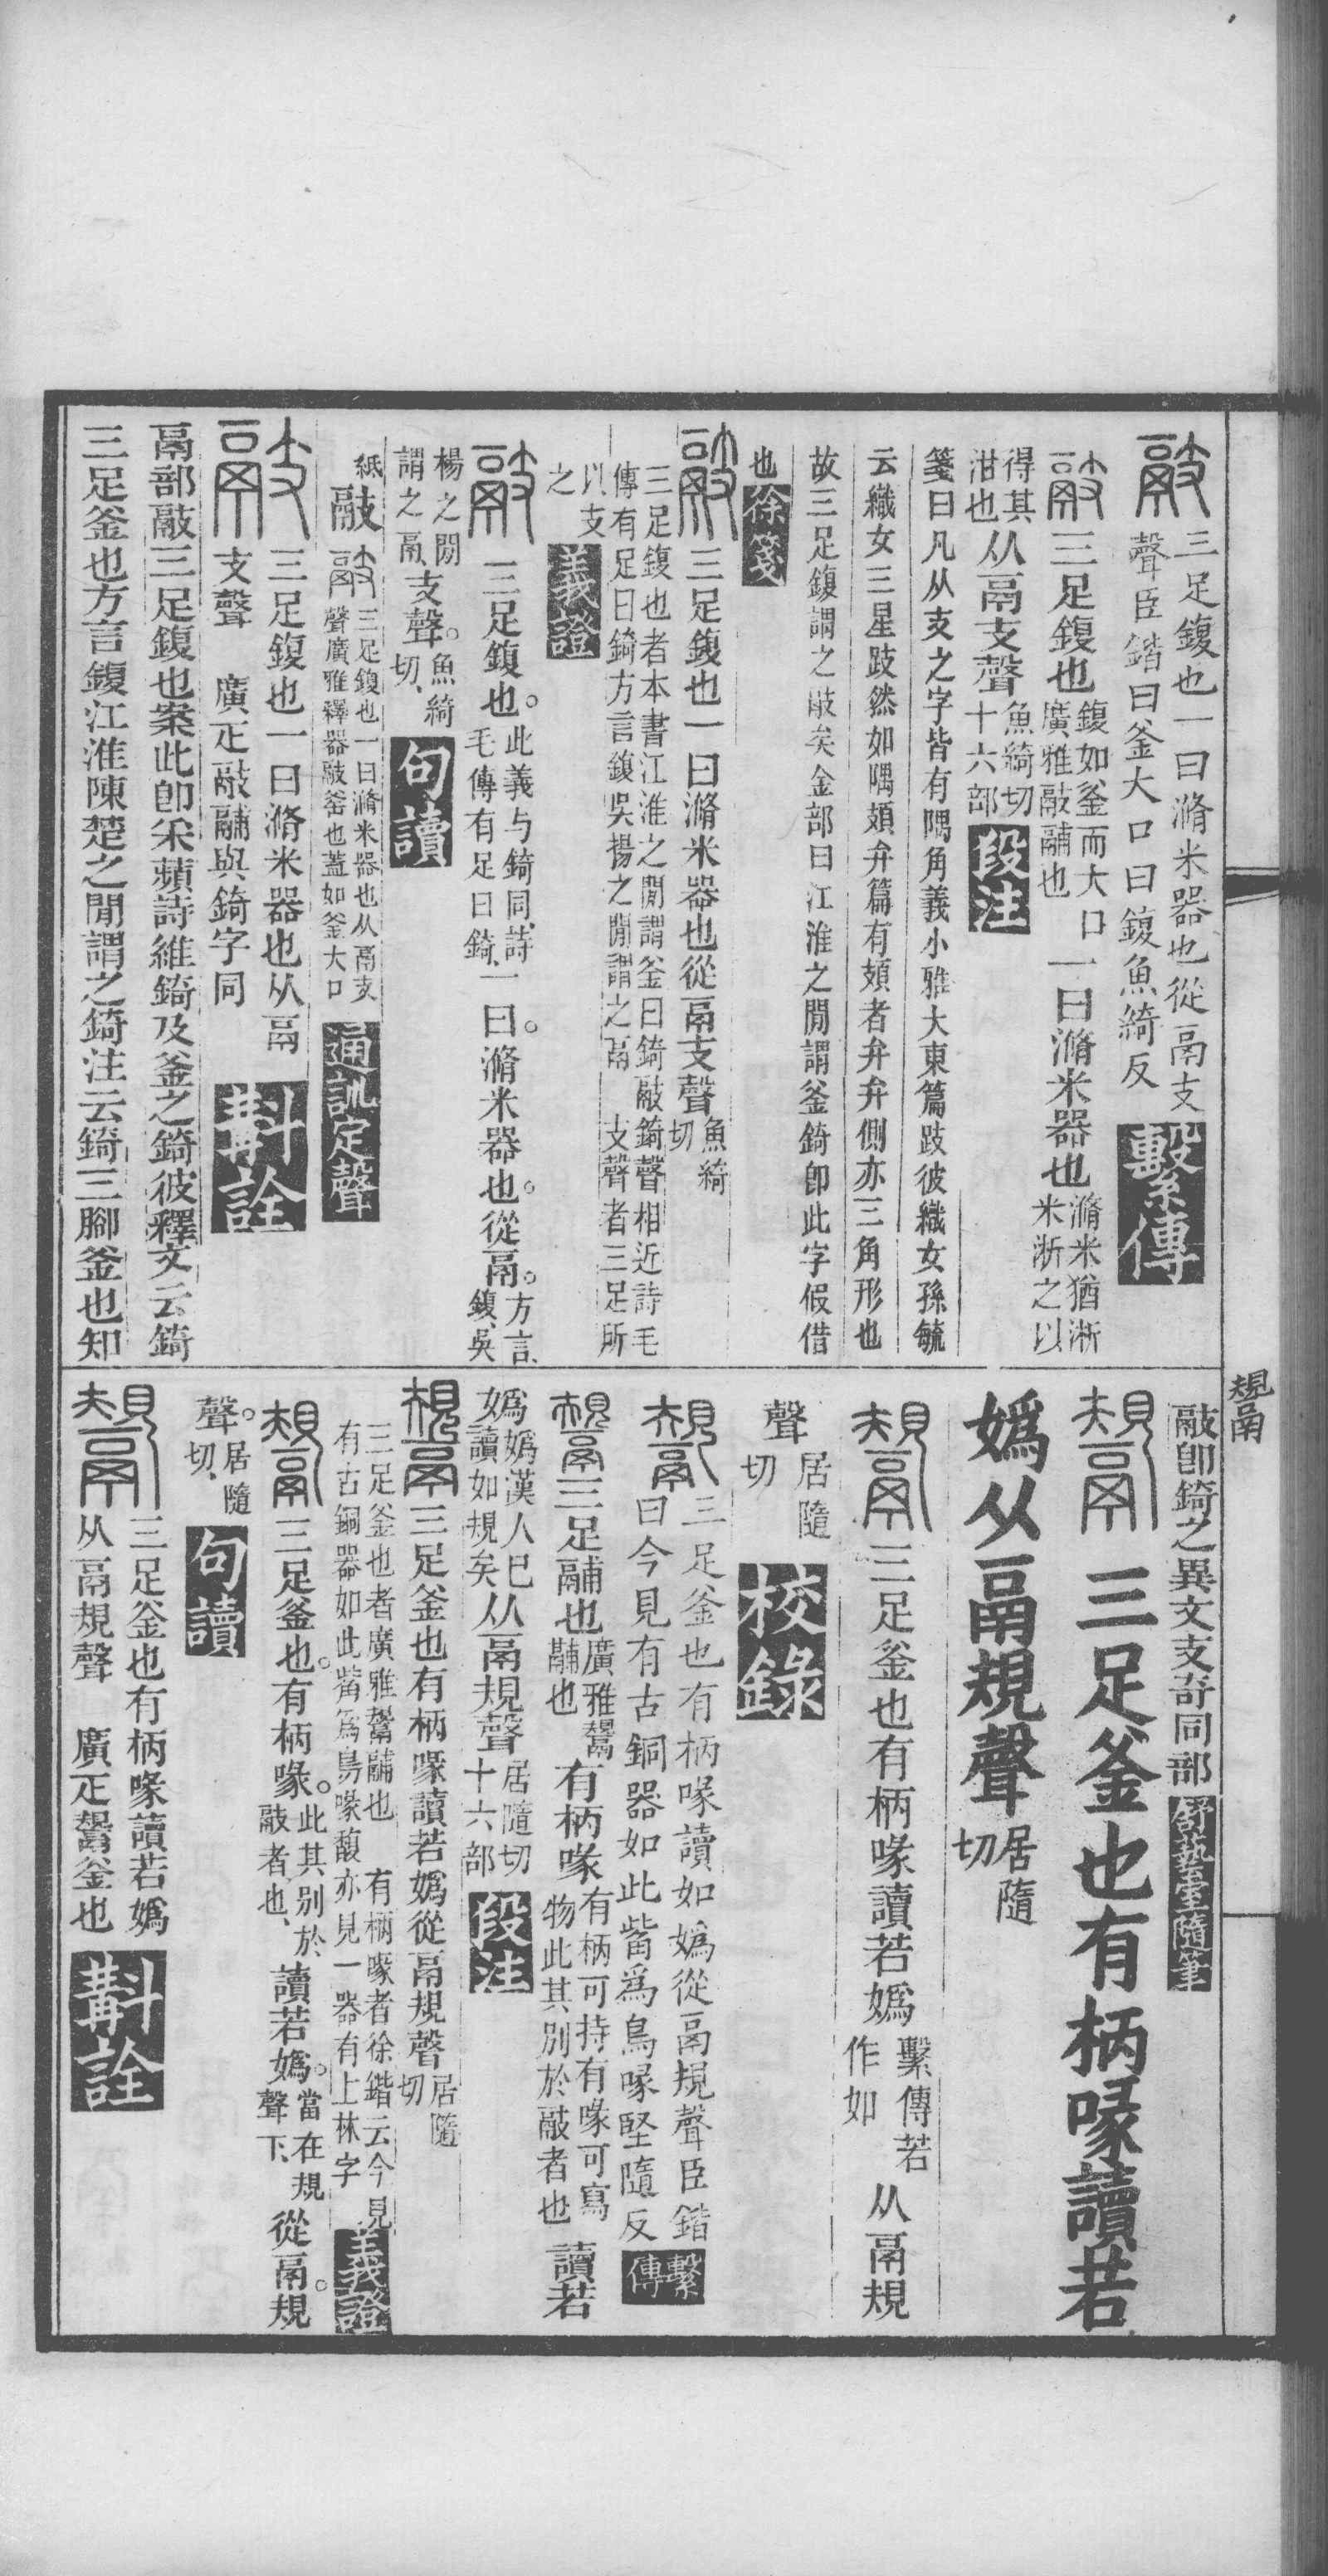 三足鍑也一曰滫米器也從鬲支
聲臣鍇曰釜大口曰鍑魚綺反 繫傳
三足鍑也 鍑如釜而大口
廣雅䰙鬴也 一曰滫米器也 滫米猶淅
米淅之以
得其
泔也 从鬲支聲 魚綺切
十六部 段注
箋曰凡从支之字皆有隅角義小雅大東篇跂彼織女孫毓
云織女三星跂然如隅頍弁篇有頍者弁弁側亦三角形也
故三足鍑謂之䰙矣金部曰江淮之閒謂釜錡卽此字假借
也 徐箋
三足鍑也一曰滫米器也從鬲支聲 魚綺
切
三足鍑也者本書江淮之閒謂釜曰錡䰙錡聲相近詩毛
傳有足曰錡方言鍑吳揚之閒謂之鬲 支聲者三足所
以支
之 義證
三足鍑也。 此義与錡同、詩
毛傳有足曰錡、 一曰。滫米器也。從鬲。 方言、
鍑、吳
楊之閒
謂之鬲、 支聲。 魚綺
切、 句讀
紙 䰙 三足鍑也一曰滫米器也从鬲支
聲廣雅釋器䰙釜也蓋如釜大口 通訓定聲
三足鍑也一曰滫米器也从鬲
支聲 廣疋䰙鬴與錡字同 斠詮
鬲部䰙三足鍑也案此卽采蘋詩維錡及釜之錡彼釋文云錡
三足釜也方言鍑江淮陳楚之閒謂之錡注云錡三腳釜也知
䰙卽錡之異文支奇同部 舒藝室隨筆
三足釜也有柄喙讀若
嬀从鬲規聲 居隨
切
三足釜也有柄喙讀若嬀 繫傳若
作如 从鬲規
聲 居隨
切 校錄
三足釜也有柄喙讀如嬀從鬲規聲臣鍇
曰今見有古銅器如此觜爲鳥喙堅隨反 繫傳
三足鬴也 廣雅鬹
鬴也 有柄喙 有柄可持有喙可寫
物此其別於䰙者也 讀若
嬀 嬀漢人已
讀如規矣 从鬲規聲 居隨切
十六部 段注
三足釜也有柄喙讀若嬀從鬲規聲 居隨
切
三足釜也者廣雅鬹鬴也 有柄喙者徐鍇云今見
有古銅器如此觜爲鳥喙馥亦見一器有上林字 義證
三足釜也。有柄喙。 此其別於
䰙者也、 讀若嬀。 當在規
聲下、 從鬲。規
聲。 居隨
切、 句讀
三足釜也有柄喙讀若嬀
从鬲規聲 廣疋鬹釜也 斠詮
鬹